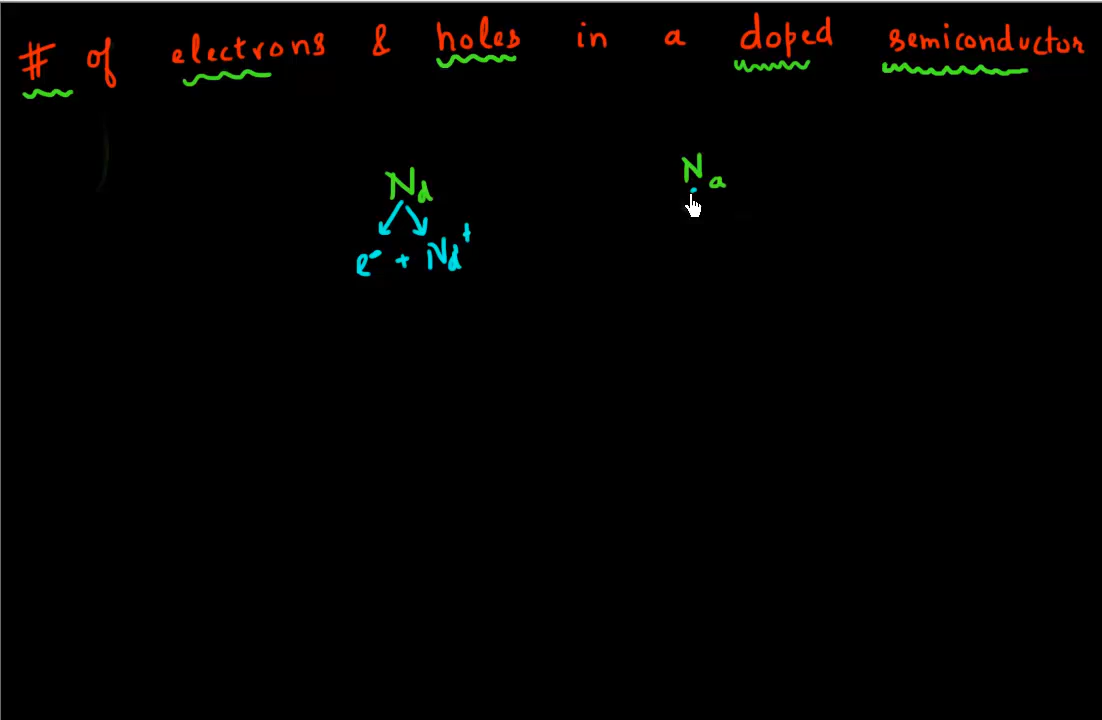 # of electrons & holes in a doped semiconductor
Nd Na
e- + Nd+